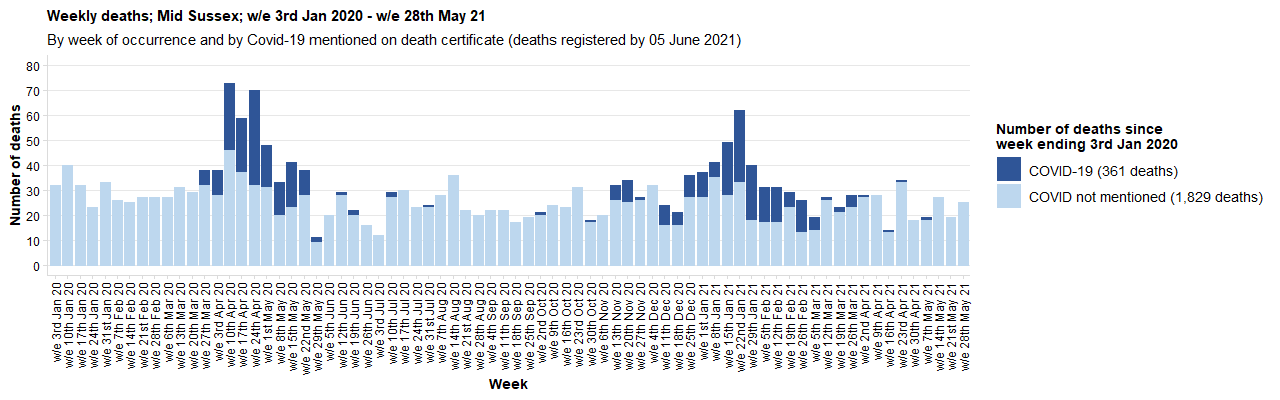 Weekly deaths; Mid Sussex; w/e 3rd Jan 2020 - w/e 28th May 21
By week of occurrence and by Covid-19 mentioned on death certificate (deaths registered by 05 June 2021)
Number of deaths
80
70
60
50
40
30
20
10
0
w/e 3rd Jan 20
w/e 10th Jan 20
w/e 17th Jan 20
w/e 24th Jan 20
w/e 31st Jan 20
w/e 7th Feb 20
w/e 14th Feb 20
w/e 21st Feb 20
w/e 28th Feb 20
w/e 6th Mar 20
w/e 13th Mar 20
w/e 20th Mar 20
w/e 27th Mar 20
w/e 3rd Apr 20
w/e 10th Apr 20
w/e 17th Apr 20
w/e 24th Apr 20
w/e 1st May 20
w/e 8th May 20
w/e 15th May 20
w/e 22nd May 20
w/e 29th May 20
w/e 5th Jun 20
w/e 12th Jun 20
w/e 19th Jun 20
w/e 26th Jun 20
w/e 3rd Jul 20
w/e 10th Jul 20
w/e 17th Jul 20
w/e 24th Jul 20
w/e 31st Jul 20
w/e 7th Aug 20
w/e 14th Aug 20
w/e 21st Aug 20
w/e 28th Aug 20
w/e 4th Sep 20
w/e 11th Sep 20
w/e 18th Sep 20
w/e 25th Sep 20
w/e 2nd Oct 20
w/e 9th Oct 20
w/e 16th Oct 20
w/e 23rd Oct 20
w/e 30th Oct 20
w/e 6th Nov 20
w/e 13th Nov 20
w/e 20th Nov 20
w/e 27th Nov 20
w/e 4th Dec 20
w/e 11th Dec 20
w/e 18th Dec 20
w/e 25th Dec 20
w/e 1st Jan 21
w/e 8th Jan 21
w/e 15th Jan 21
w/e 22nd Jan 21
w/e 29th Jan 21
w/e 5th Feb 21
w/e 12th Feb 21
w/e 19th Feb 21
w/e 26th Feb 21
w/e 5th Mar 21
w/e 12th Mar 21
w/e 19th Mar 21
w/e 26th Mar 21
w/e 2nd Apr 21
w/e 9th Apr 21
w/e 16th Apr 21
w/e 23rd Apr 21
w/e 30th Apr 21
w/e 7th May 21
w/e 14th May 21
w/e 21st May 21
w/e 28th May 21
Week
Number of deaths since
week ending 3rd Jan 2020
COVID-19 (361 deaths)
COVID not mentioned (1,829 deaths)